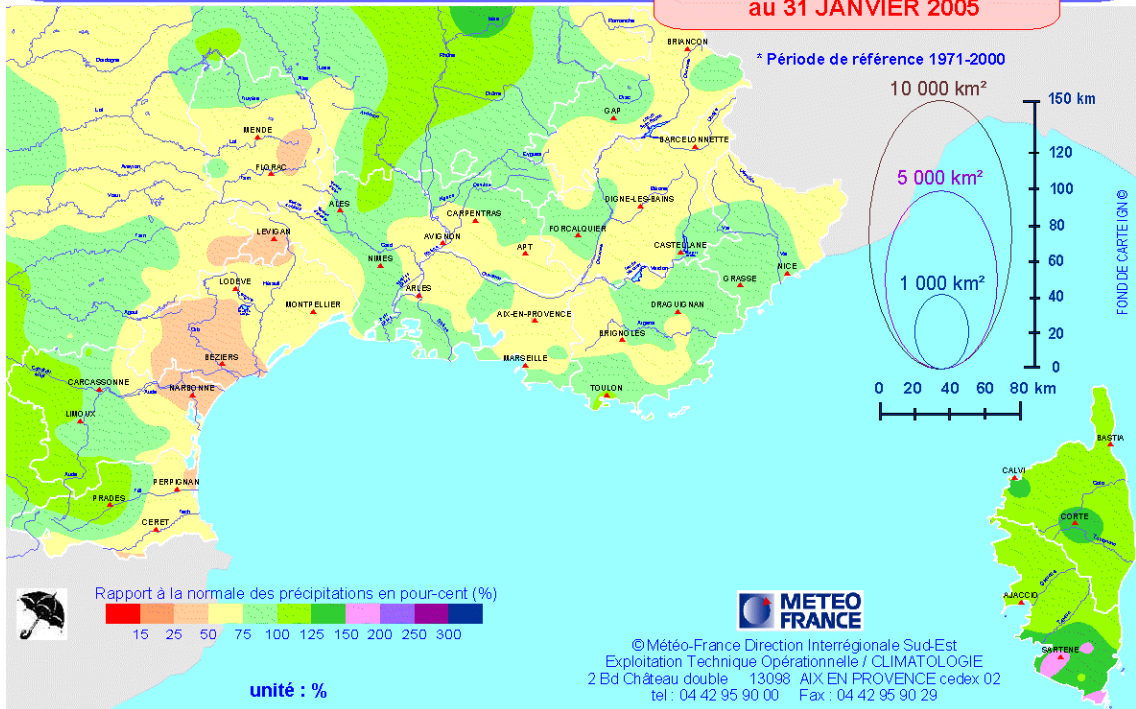 au 31 JANVIER 2005
* Période de référence 1971-2000
10 000 km²
150 km
120
100
80
60
40
20
0
5 000 km²
1 000 km²
0 20 40 60 80 km
FOND DE CARTE IGN ©
BRIANCON
GAP
BARCELONNETTE
MENDE
FLORAC
ALES
CARPENTRAS
DIGNE-LES-BAINS
FORCALQUIER
AVIGNON
APT
CASTELLANE
LEVIGAN
NIMES
NICE
GRASSE
LODEVE
ARLES
MONTPELLIER
AIX-EN-PROVENCE
DRAGUIGNAN
BRIGNOLES
BÉZIERS
MARSEILLE
CARCASSONNE
NARBONNE
TOULON
LIMOUX
PERPIGNAN
PRADES
CERET
BASTIA
CALVI
CORTE
AJACCIO
SARTENE
Rapport à la normale des précipitations en pour-cent (%)
15 25 50 75 100 125 150 200 250 300
unité : %
METEO
FRANCE
© Météo-France Direction Interrégionale Sud-Est
Exploitation Technique Opérationnelle / CLIMATOLOGIE
2 Bd Château double 13098 AIX EN PROVENCE cedex 02
tel : 04 42 95 90 00 Fax : 04 42 95 90 29